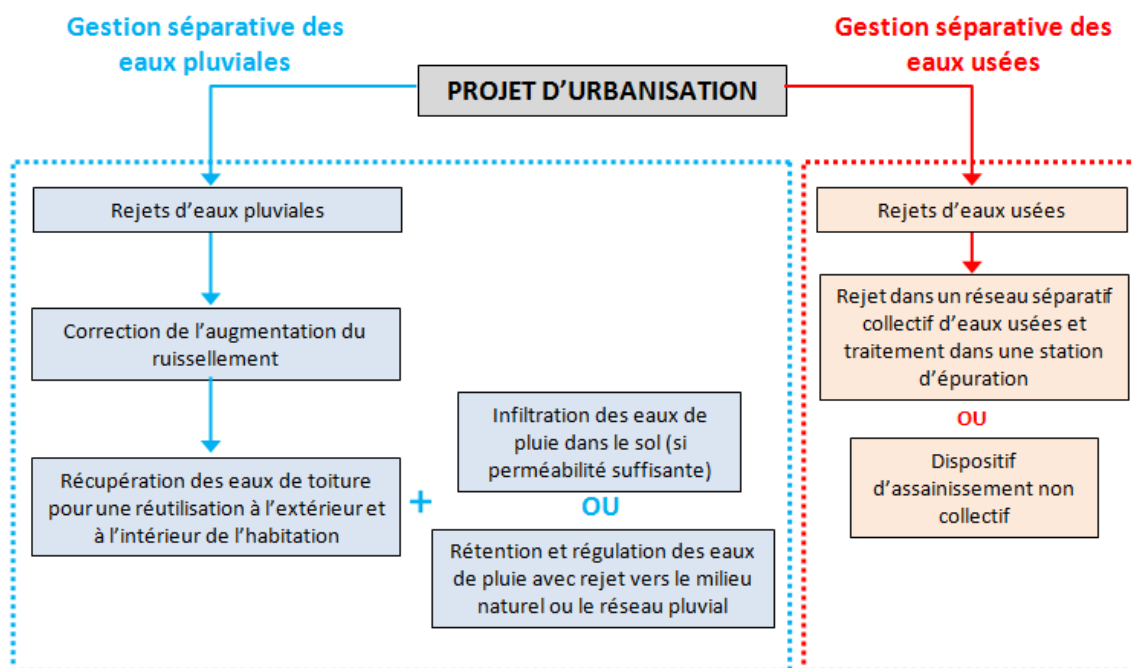 Gestion séparative des
eaux pluviales
Gestion séparative des
eaux usées
PROJET D'URBANISATION
Rejets d'eaux pluviales
Correction de l'augmentation du
ruissellement
Récupération des eaux de toiture
pour une réutilisation à l'extérieur et
à l'intérieur de l'habitation
+
Infiltration des eaux de
pluie dans le sol (si
perméabilité suffisante)
OU
Rétention et régulation des eaux
de pluie avec rejet vers le milieu
naturel ou le réseau pluvial
Rejets d'eaux usées
Rejet dans un réseau séparatif
collectif d'eaux usées et
traitement dans une station
d'épuration
OU
Dispositif
d'assainissement non
collectif